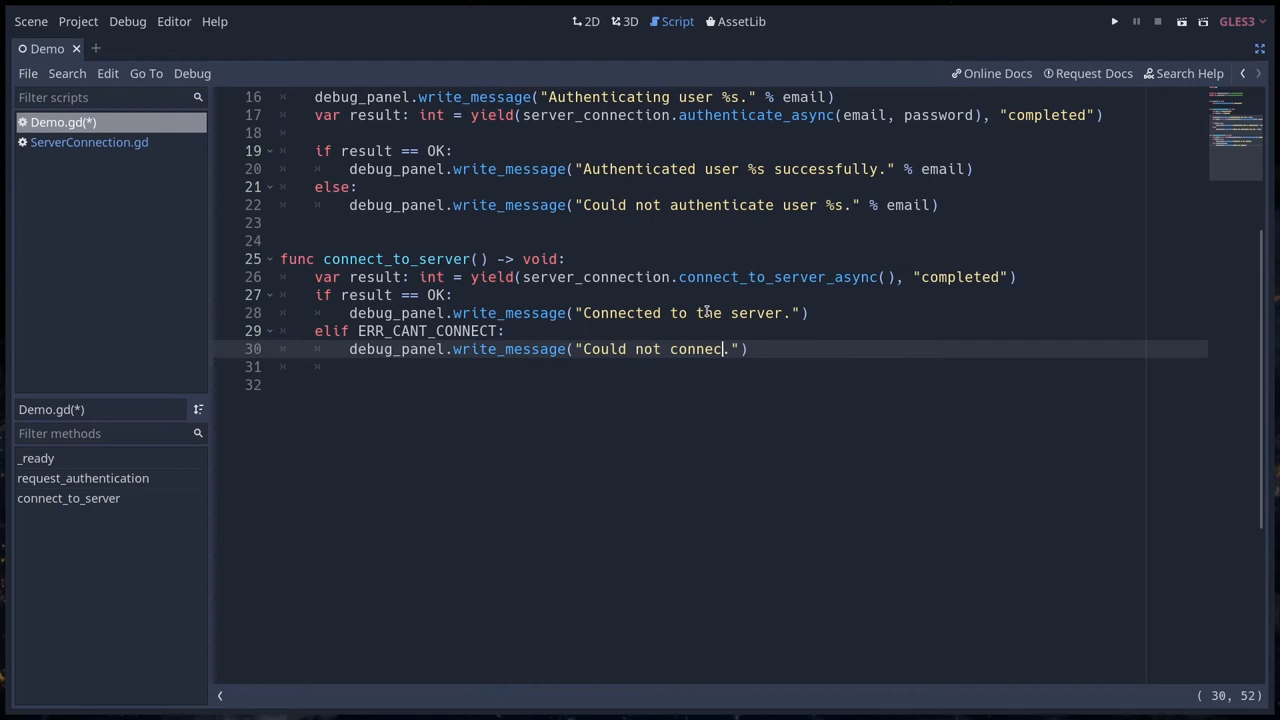 Scene Project Debug Editor Help 2D 3D Script AssetLib GLES3
Demo
File Search Edit Go To Debug Online Docs Request Docs Search Help
Filter scripts
Demo.gd(*)
ServerConnection.gd
Demo.gd(*)
Filter methods
_ready
request_authentication
connect_to_server
16 debug_panel.write_message("Authenticating user %s." % email)
17 var result: int = yield(server_connection.authenticate_async(email, password), "completed")
18
19 if result == OK:
20 debug_panel.write_message("Authenticated user %s successfully." % email)
21 else:
22 debug_panel.write_message("Could not authenticate user %s." % email)
23
24
25 func connect_to_server() -> void:
26 var result: int = yield(server_connection.connect_to_server_async(), "completed")
27 if result == OK:
28 debug_panel.write_message("Connected to the server.")
29 elif ERR_CANT_CONNECT:
30 debug_panel.write_message("Could not connec.")
31
32
( 30, 52)